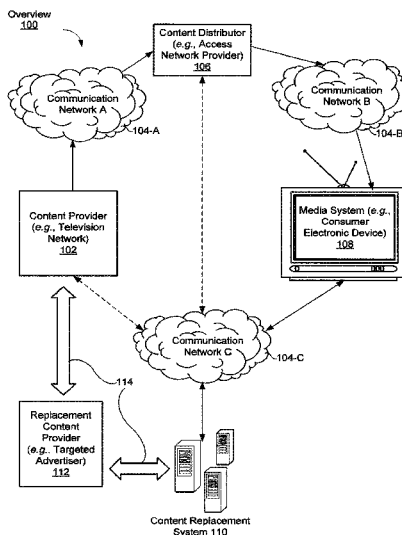 Overview
100
Content Distributor
(e.g., Access
Network Provider)
106
Communication
Network A
104-A
Communication
Network B
104-B
Content Provider
(e.g., Television
Network)
102
Media System (e.g.,
Consumer
Electronic Device)
108
Communication
Network C
104-C
114
Replacement
Content
Provider
(e.g., Targeted
Advertiser)
112
Content Replacement
System 110